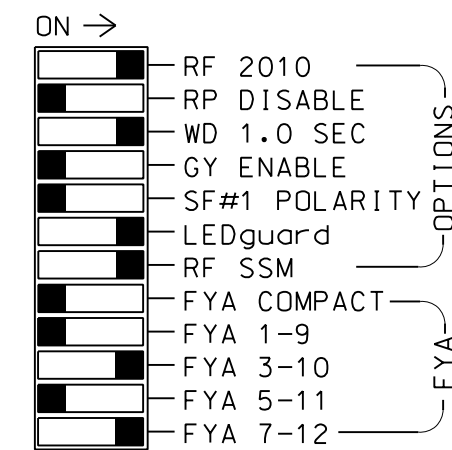 ON →
RF 2010
RP DISABLE
WD 1.0 SEC
GY ENABLE
SF#1 POLARITY
LEDguard
RF SSM
FYA COMPACT
FYA 1-9
FYA 3-10
FYA 5-11
FYA 7-12
OPTIONS
FYA